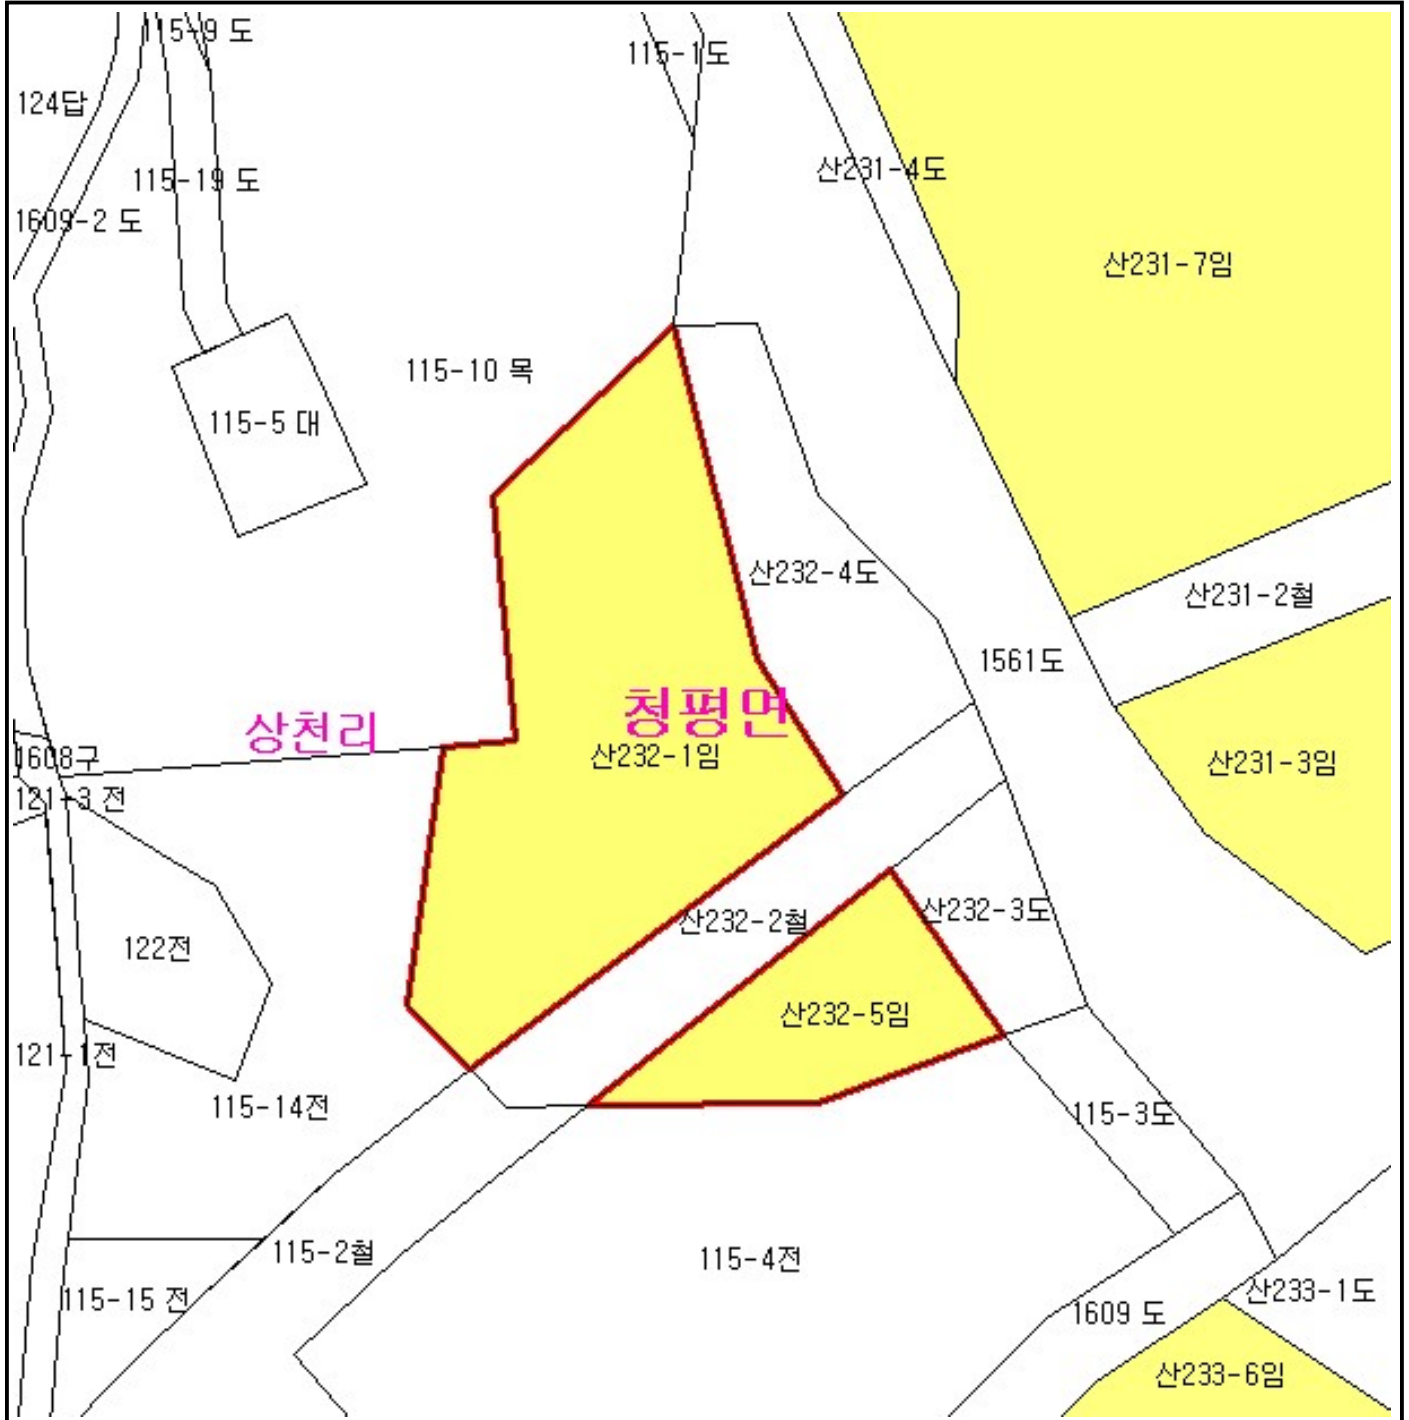 115-9 도
115-1도
124답
산231-4도
115-19 도
1609-2 도
산231-7임
115-10 목
115-5 대
산232-4도
산231-2철
1561도
청평면
상천리
산232-1임
1608구
산231-3임
121-3 전
산232-3도
산232-2철
122전
산232-5임
121-1전
115-14전
115-3도
115-2철
115-4전
산233-1도
115-15 전
1609 도
산233-6임